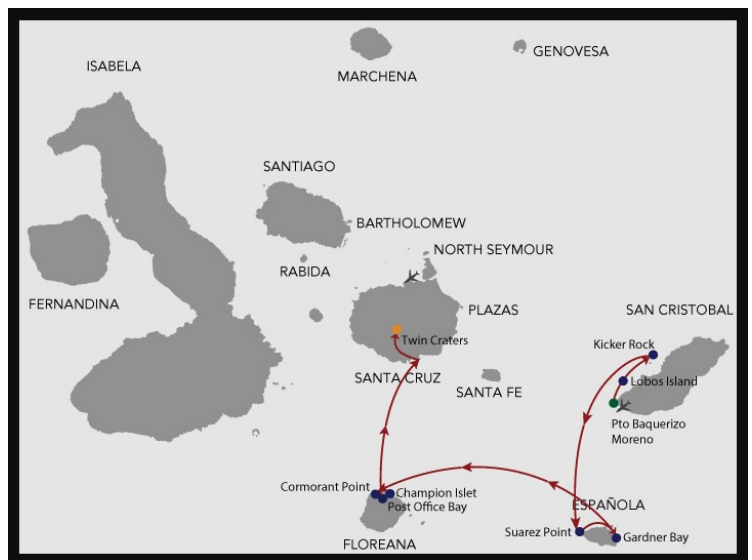 ISABELA
MARCHENA
GENOVESA
SANTIAGO
BARTHOLOMEW
NORTH SEYMOUR
RABIDA
FERNANDINA
PLAZAS
SAN CRISTOBAL
Twin Craters
Kicker Rock
SANTA CRUZ
SANTA FE
Lobos Island
Pto Baquerizo
Moreno
Cormorant Point
Champion Islet
Post Office Bay
ESPAÑOLA
Suarez Point
Gardner Bay
FLOREANA